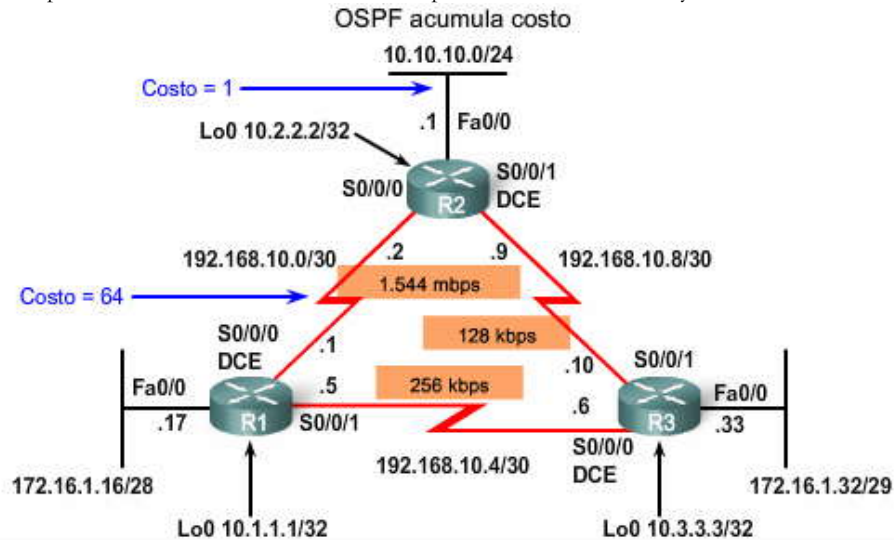 OSPF acumula costo
10.10.10.0/24
Costo = 1
.1
Fa0/0
Lo0 10.2.2.2/32
S0/0/1
DCE
S0/0/0
R2
.2
.9
192.168.10.0/30
192.168.10.8/30
1.544 mbps
Costo = 64
S0/0/0
DCE
.1
128 kbps
.10
S0/0/1
Fa0/0
.17
R1
.5
S0/0/1
256 kbps
.6
R3
Fa0/0
.33
S0/0/0
DCE
192.168.10.4/30
172.16.1.16/28
172.16.1.32/29
Lo0 10.1.1.1/32
Lo0 10.3.3.3/32